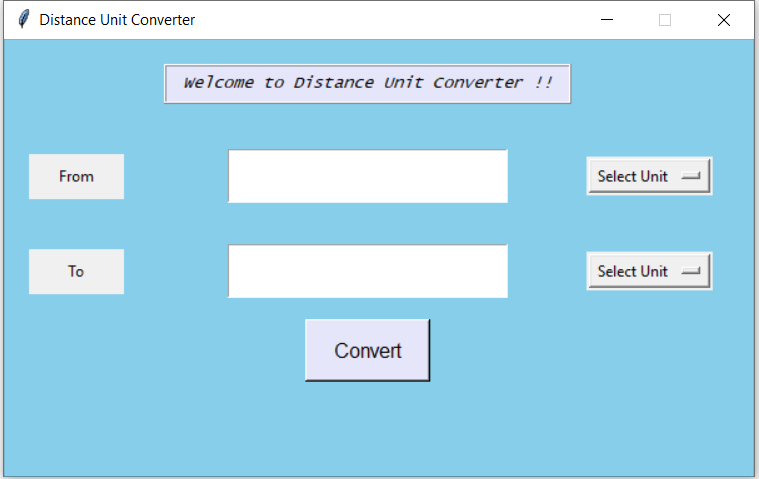 Distance Unit Converter
Welcome to Distance Unit Converter !!
From
Select Unit
To
Select Unit
Convert